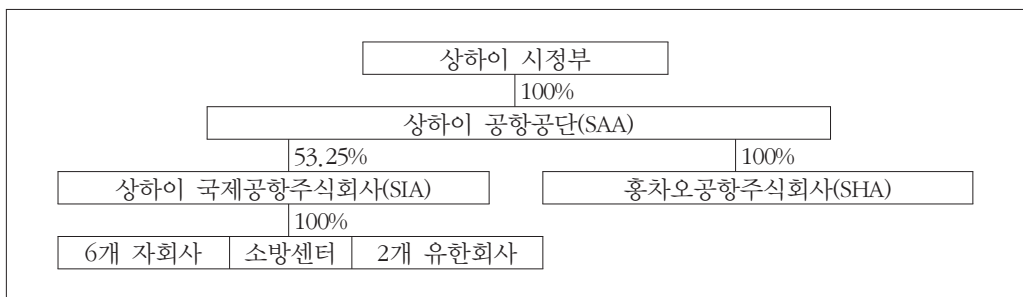 상하이 시정부
100%
상하이 공항공단(SAA)
53.25% 100%
상하이 국제공항주식회사(SIA) 홍차오공항주식회사(SHA)
100%
6개 자회사 소방센터 2개 유한회사